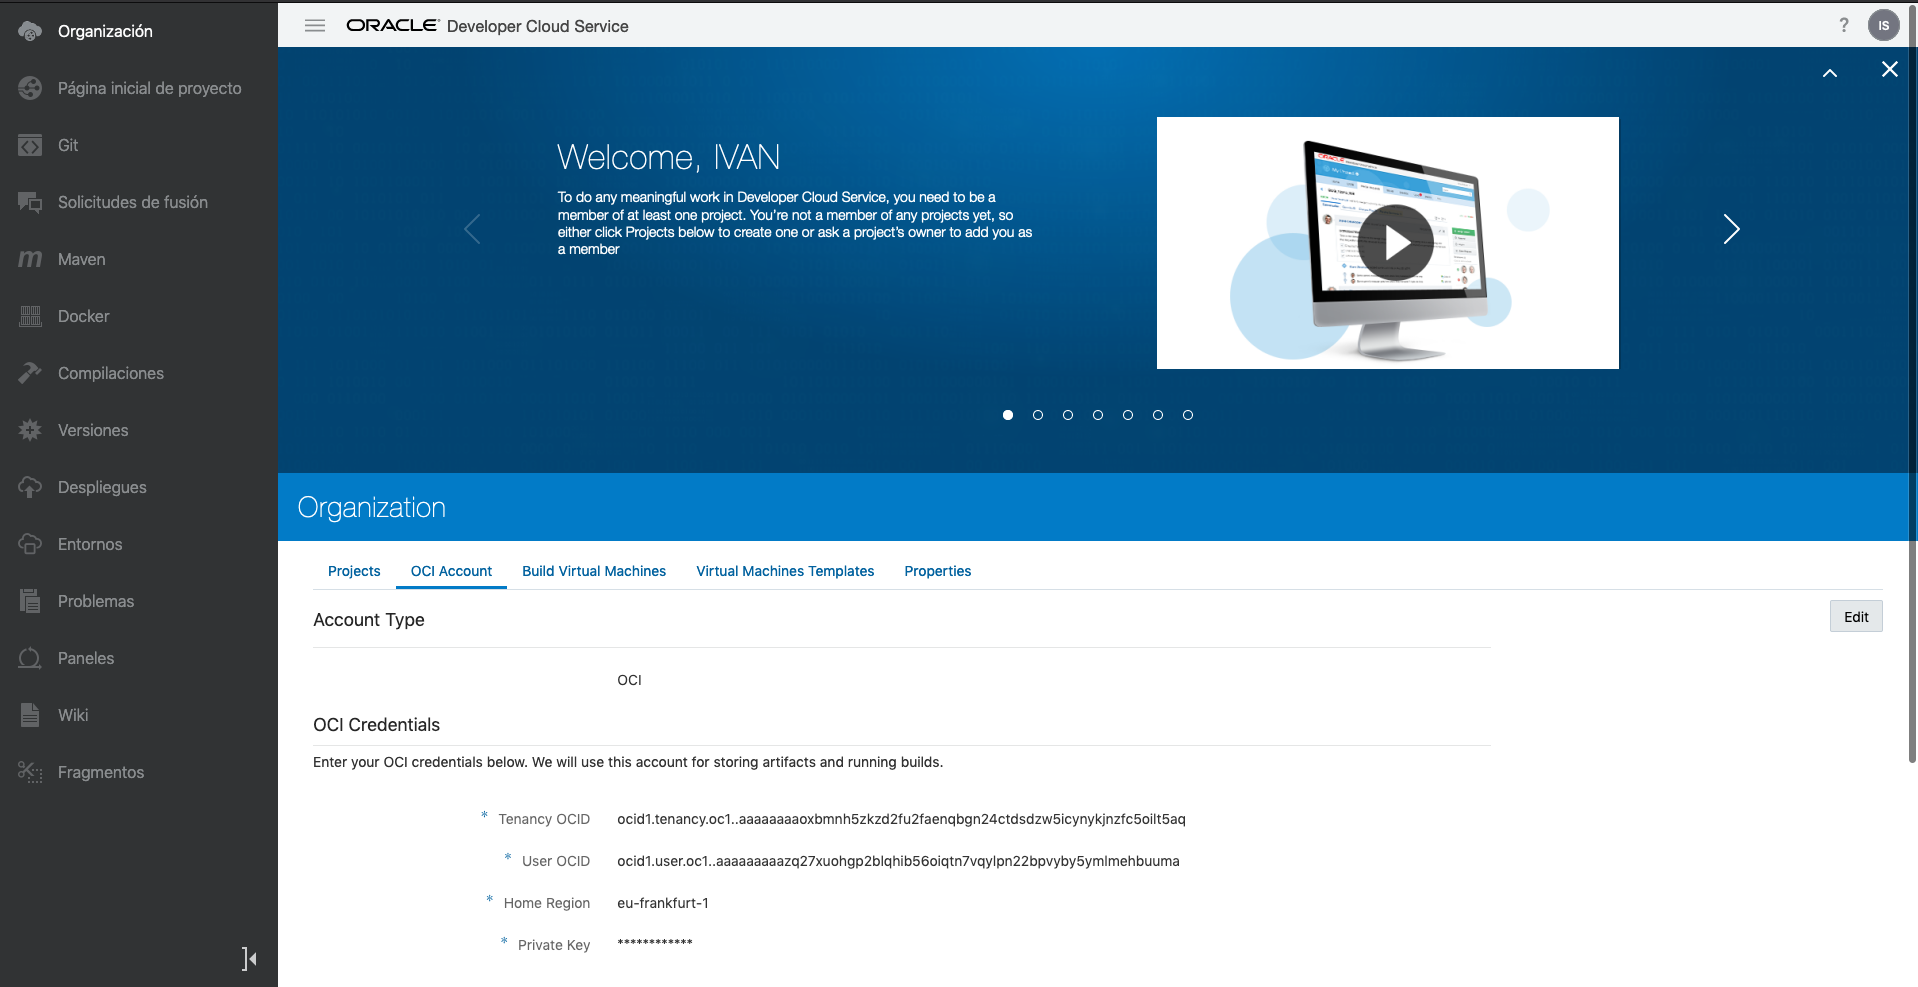 Organización
Página inicial de proyecto
Git
Solicitudes de fusión
Maven
Docker
Compilaciones
Versiones
Despliegues
Entornos
Problemas
Paneles
Wiki
Fragmentos
ORACLE Developer Cloud Service
? IS
Welcome, IVAN
To do any meaningful work in Developer Cloud Service, you need to be a
member of at least one project. You're not a member of any projects yet, so
either click Projects below to create one or ask a project's owner to add you as
a member
Organization
Projects OCI Account Build Virtual Machines Virtual Machines Templates Properties
Account Type
Edit
OCI
OCI Credentials
Enter your OCI credentials below. We will use this account for storing artifacts and running builds.
* Tenancy OCID ocid1.tenancy.oc1..aaaaaaaaoxbmnh5zkzd2fu2faenqbgn24ctdsdzw5icynykjnzfc5oilt5aq
* User OCID ocid1.user.oc1..aaaaaaaaazq27xuohgp2blqhib56oiqtn7vqylpn22bpvyby5ymlmehbuuma
* Home Region eu-frankfurt-1
* Private Key ************